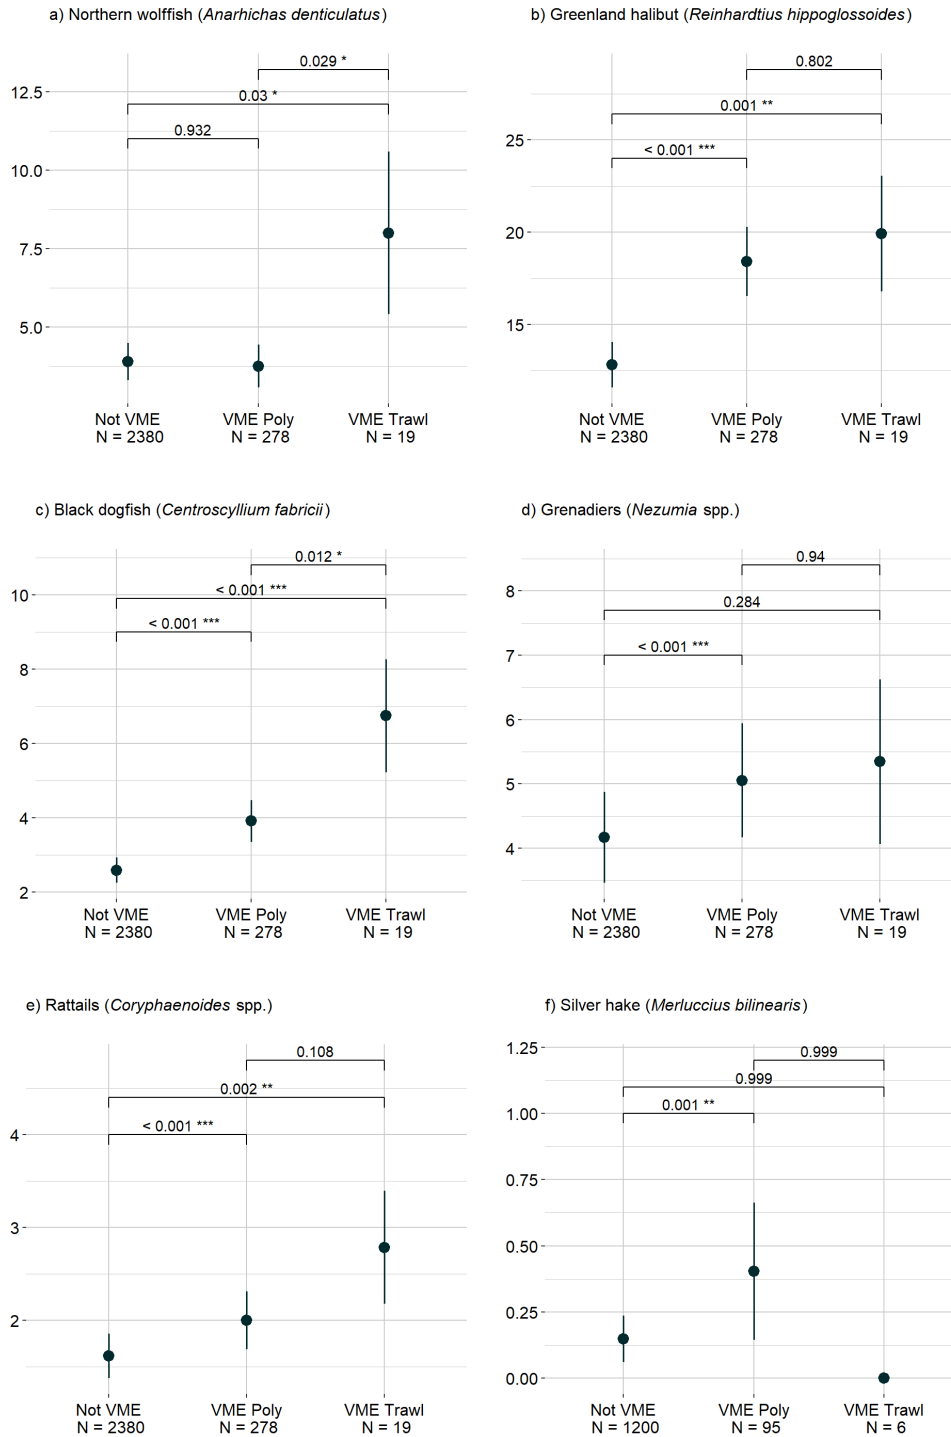 a) Northern wolffish (Anarhichas denticulatus)
0.029 *
12.5
0.03 *
0.932
10.0
7.5
5.0
Not VME
N = 2380
VME Poly
N = 278
VME Trawl
N = 19
b) Greenland halibut (Reinhardtius hippoglossoides)
0.802
0.001 **
25
< 0.001 ***
20
15
Not VME
N = 2380
VME Poly
N = 278
VME Trawl
N = 19
c) Black dogfish (Centroscyllium fabricii)
0.012 *
10
< 0.001 ***
< 0.001 ***
8
6
4
2
Not VME
N = 2380
VME Poly
N = 278
VME Trawl
N = 19
d) Grenadiers (Nezumia spp.)
0.94
8
0.284
7
< 0.001 ***
6
5
4
Not VME
N = 2380
VME Poly
N = 278
VME Trawl
N = 19
e) Rattails (Coryphaenoides spp.)
0.108
0.002 **
4
< 0.001 ***
3
2
Not VME
N = 2380
VME Poly
N = 278
VME Trawl
N = 19
f) Silver hake (Merluccius bilinearis)
1.25
0.999
0.999
1.00
0.001 **
0.75
0.50
0.25
0.00
Not VME
N = 1200
VME Poly
N = 95
VME Trawl
N = 6